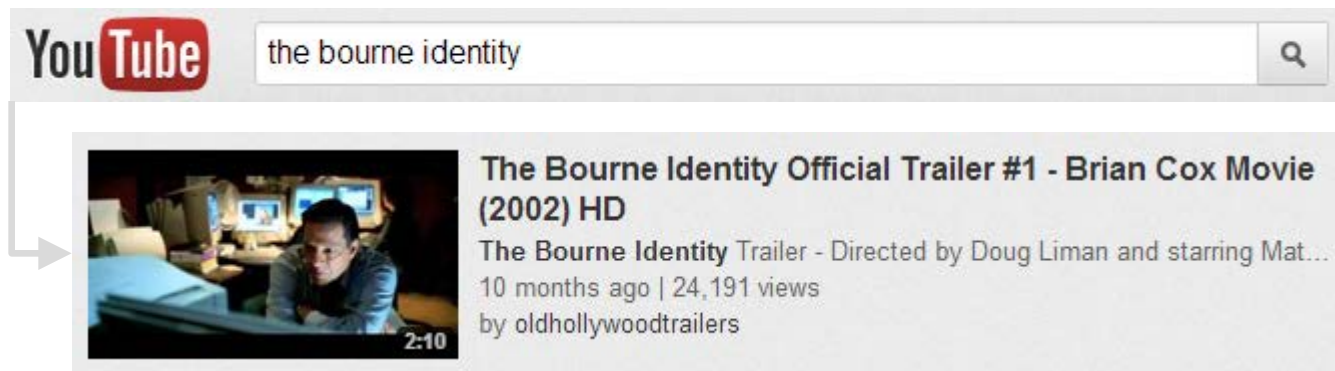 YouTube
the bourne identity
The Bourne Identity Official Trailer #1 - Brian Cox Movie
(2002) HD
The Bourne Identity Trailer - Directed by Doug Liman and starring Mat...
10 months ago | 24,191 views
by oldhollywoodtrailers
2:10